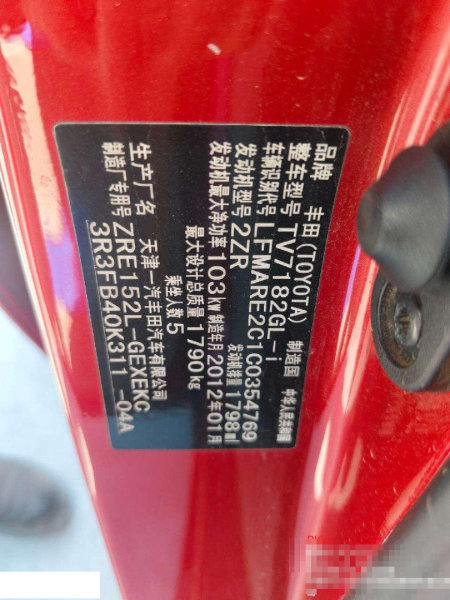 品牌 丰田(TOYOTA) 制造国 中华人民共和国
整车型号 TV7182GL-i
车辆识别代号 LFMARE2C1C0354769
发动机型号 2ZR 发动机排量 1798ml
发动机最大净功率 103kW 制造年月 2012年01月
最大设计总质量 1790kg
乘坐人数 5
生产厂名 天津一汽丰田汽车有限公司
制造厂专用号 ZRE152L-GEXEKC
3R3FB40K311 -04A